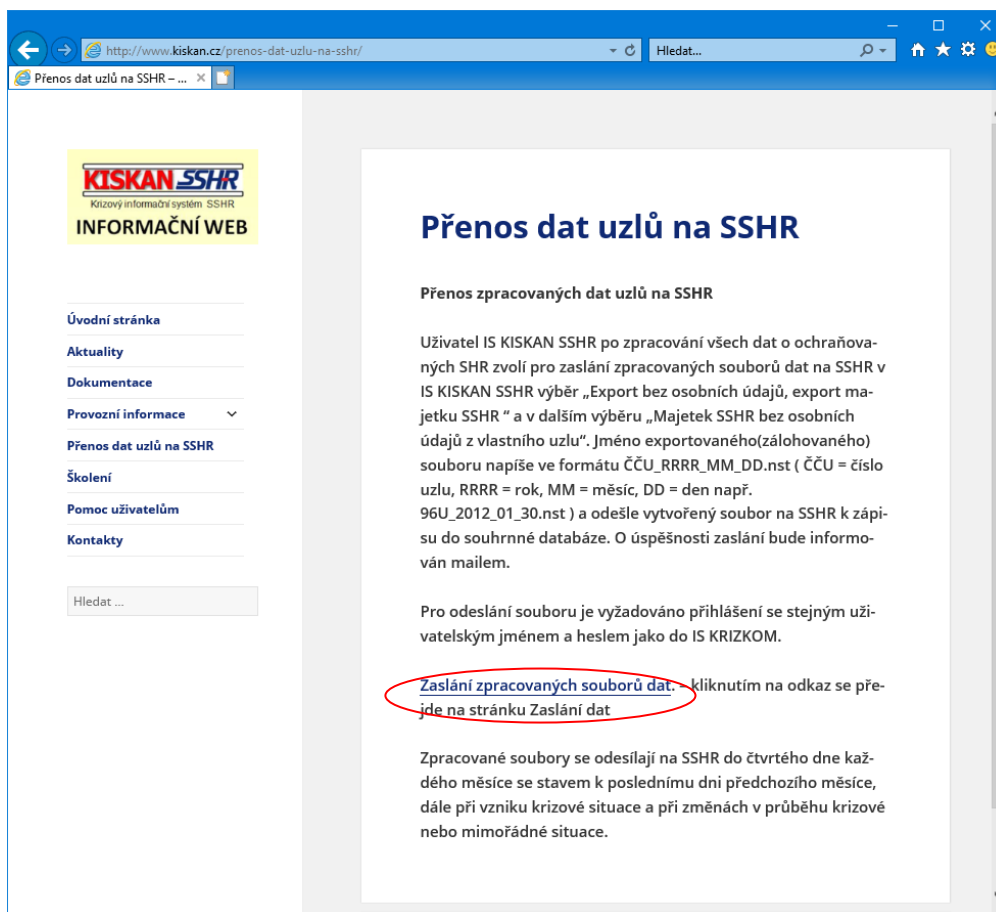 http://www.kiskan.cz/prenos-dat-uzlu-na-sshr/
Hledat...
Přenos dat uzlů na SSHR – ...
KISKAN SSHR
Krizový informační systém SSHR
INFORMAČNÍ WEB
Úvodní stránka
Aktuality
Dokumentace
Provozní informace
Přenos dat uzlů na SSHR
Školení
Pomoc uživatelům
Kontakty
Hledat ...
Přenos dat uzlů na SSHR
Přenos zpracovaných dat uzlů na SSHR
Uživatel IS KISKAN SSHR po zpracování všech dat o ochraňova-
ných SHR zvolí pro zaslání zpracovaných souborů dat na SSHR v
IS KISKAN SSHR výběr „Export bez osobních údajů, export ma-
jetku SSHR “ a v dalším výběru „Majetek SSHR bez osobních
údajů z vlastního uzlu“. Jméno exportovaného(zálohovaného)
souboru napíše ve formátu ČČU_RRRR_MM_DD.nst ( ČČU = číslo
uzlu, RRRR = rok, MM = měsíc, DD = den např.
96U_2012_01_30.nst ) a odešle vytvořený soubor na SSHR k zápi-
su do souhrnné databáze. O úspěšnosti zaslání bude informo-
ván mailem.
Pro odeslání souboru je vyžadováno přihlášení se stejným uži-
vatelským jménem a heslem jako do IS KRIZKOM.
Zaslání zpracovaných souborů dat. – kliknutím na odkaz se pře-
jde na stránku Zaslání dat
Zpracované soubory se odesílají na SSHR do čtvrtého dne kaž-
dého měsíce se stavem k poslednímu dni předchozího měsíce,
dále při vzniku krizové situace a při změnách v průběhu krizové
nebo mimořádné situace.